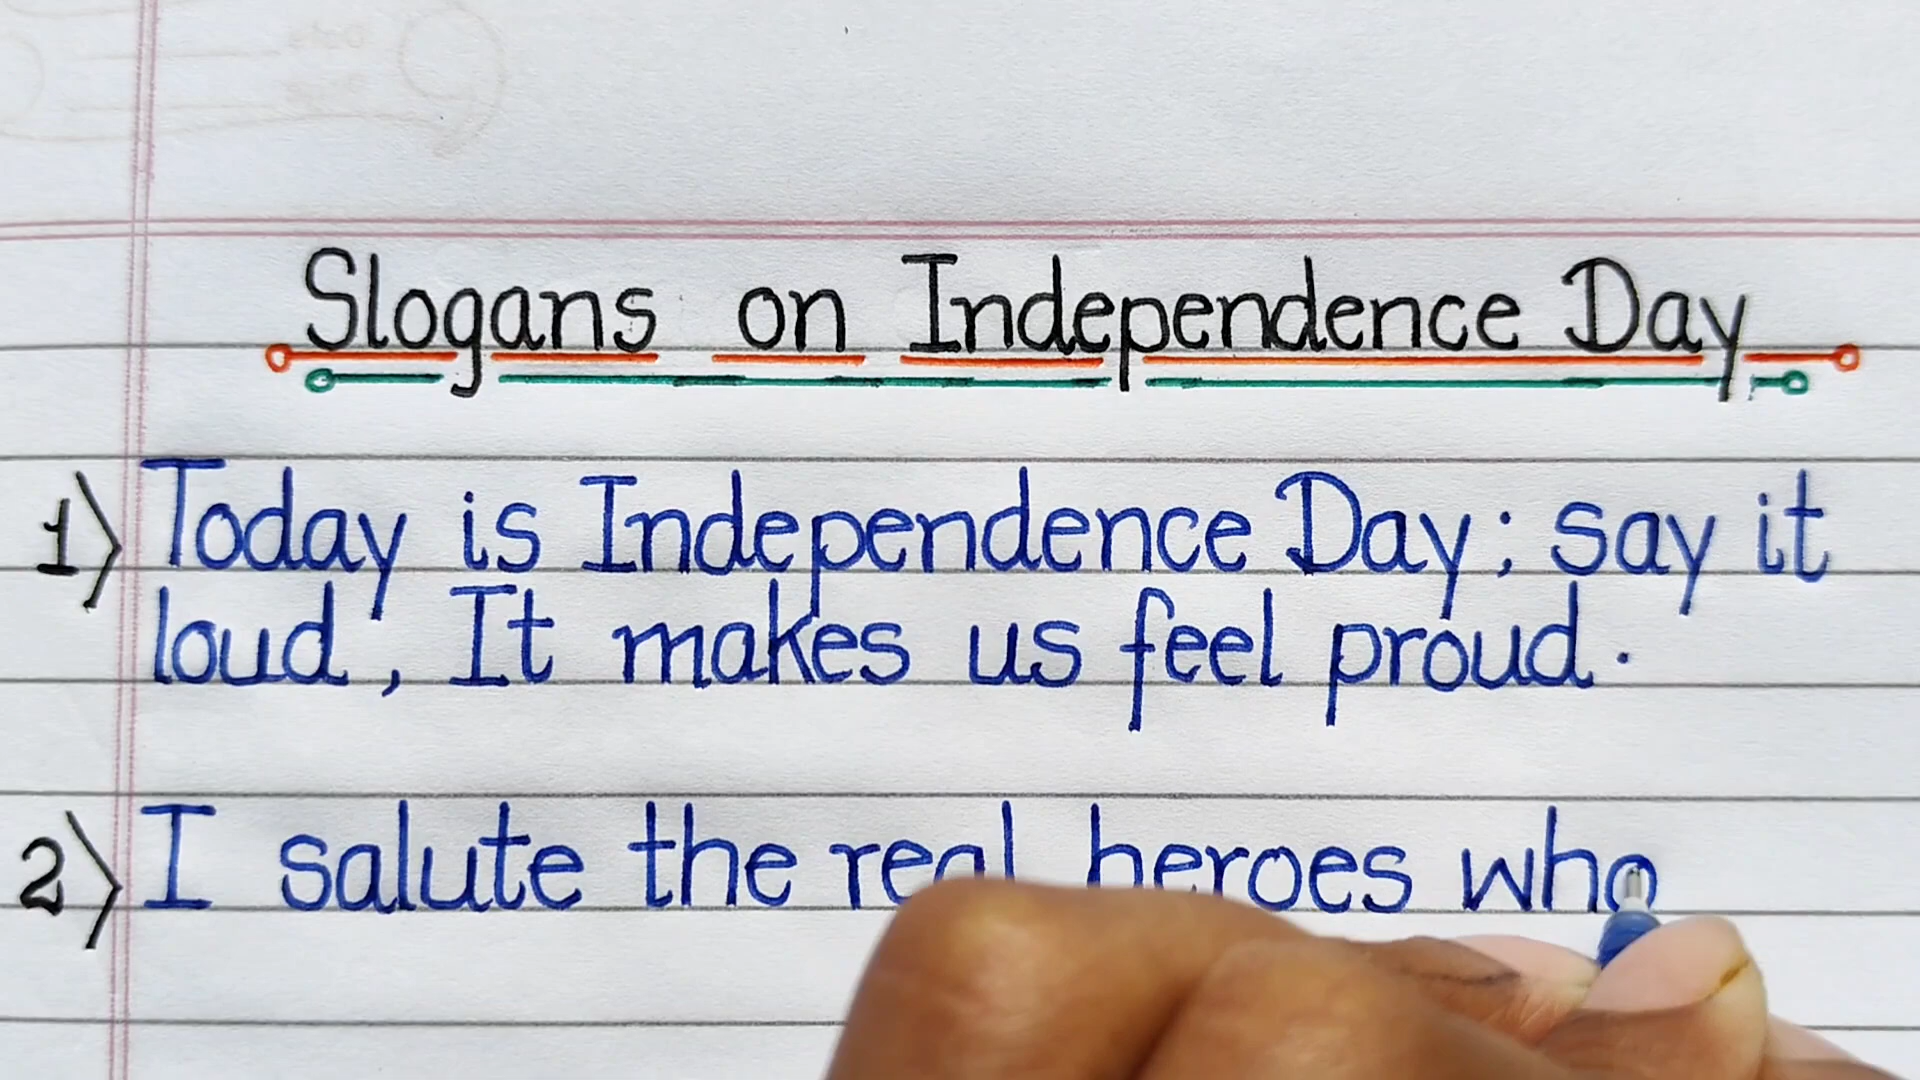 Slogans on Independence Day
1) Today is Independence Day; say it
loud, It makes us feel proud.
2) I salute the real heroes who